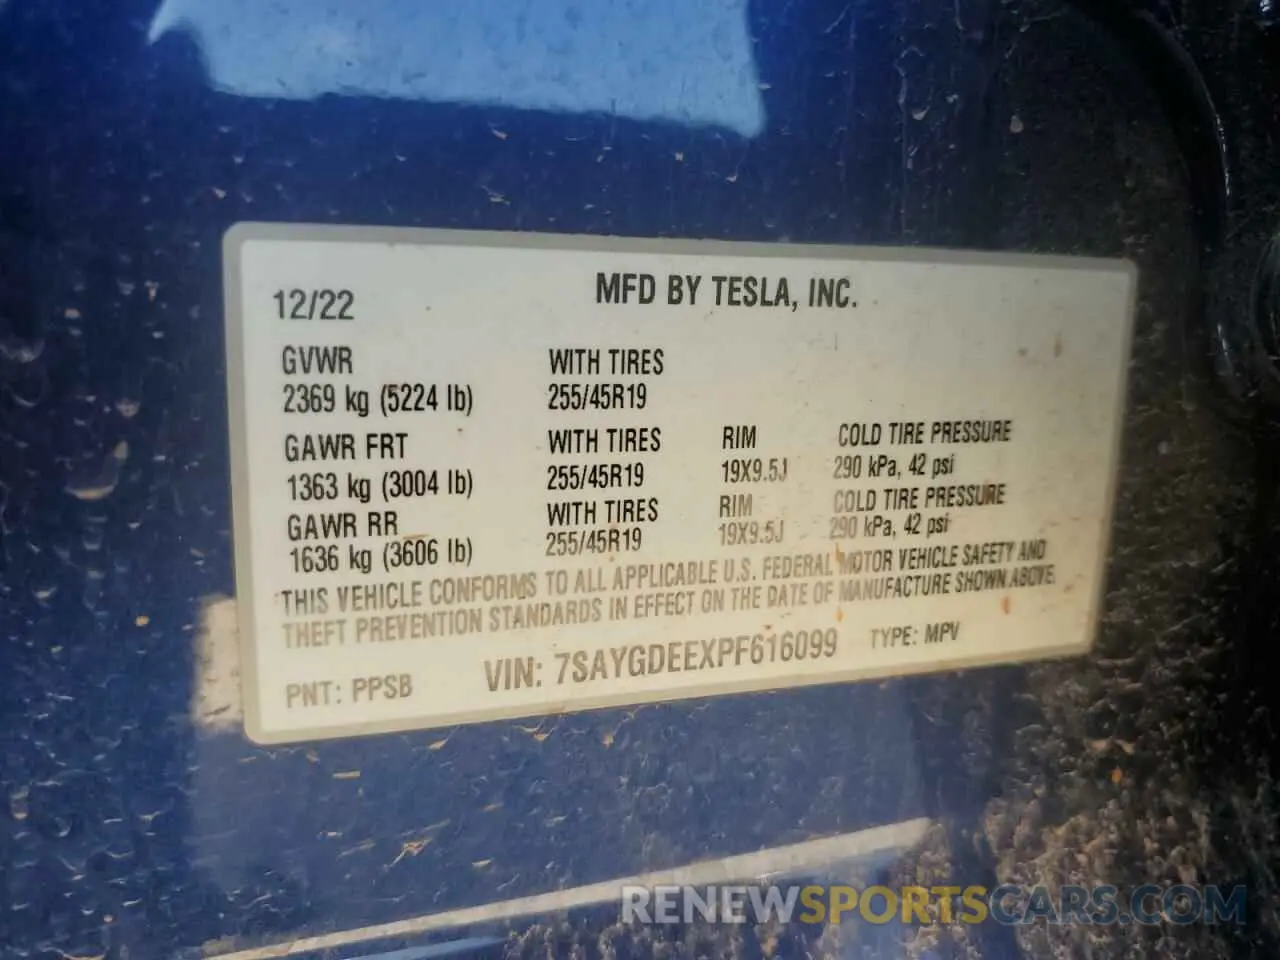 12/22 MFD BY TESLA, INC.
GVWR WITH TIRES
2369 kg (5224 lb) 255/45R19
GAWR FRT WITH TIRES RIM COLD TIRE PRESSURE
1363 kg (3004 lb) 255/45R19 19X9.5J 290 kPa, 42 psi
GAWR RR WITH TIRES RIM COLD TIRE PRESSURE
1636 kg (3606 lb) 255/45R19 19X9.5J 290 kPa, 42 psi
THIS VEHICLE CONFORMS TO ALL APPLICABLE U.S. FEDERAL MOTOR VEHICLE SAFETY AND
THEFT PREVENTION STANDARDS IN EFFECT ON THE DATE OF MANUFACTURE SHOWN ABOVE.
PNT: PPSB VIN: 7SAYGDEEXPF616099 TYPE: MPV
RENEWSPORTSCARS.COM